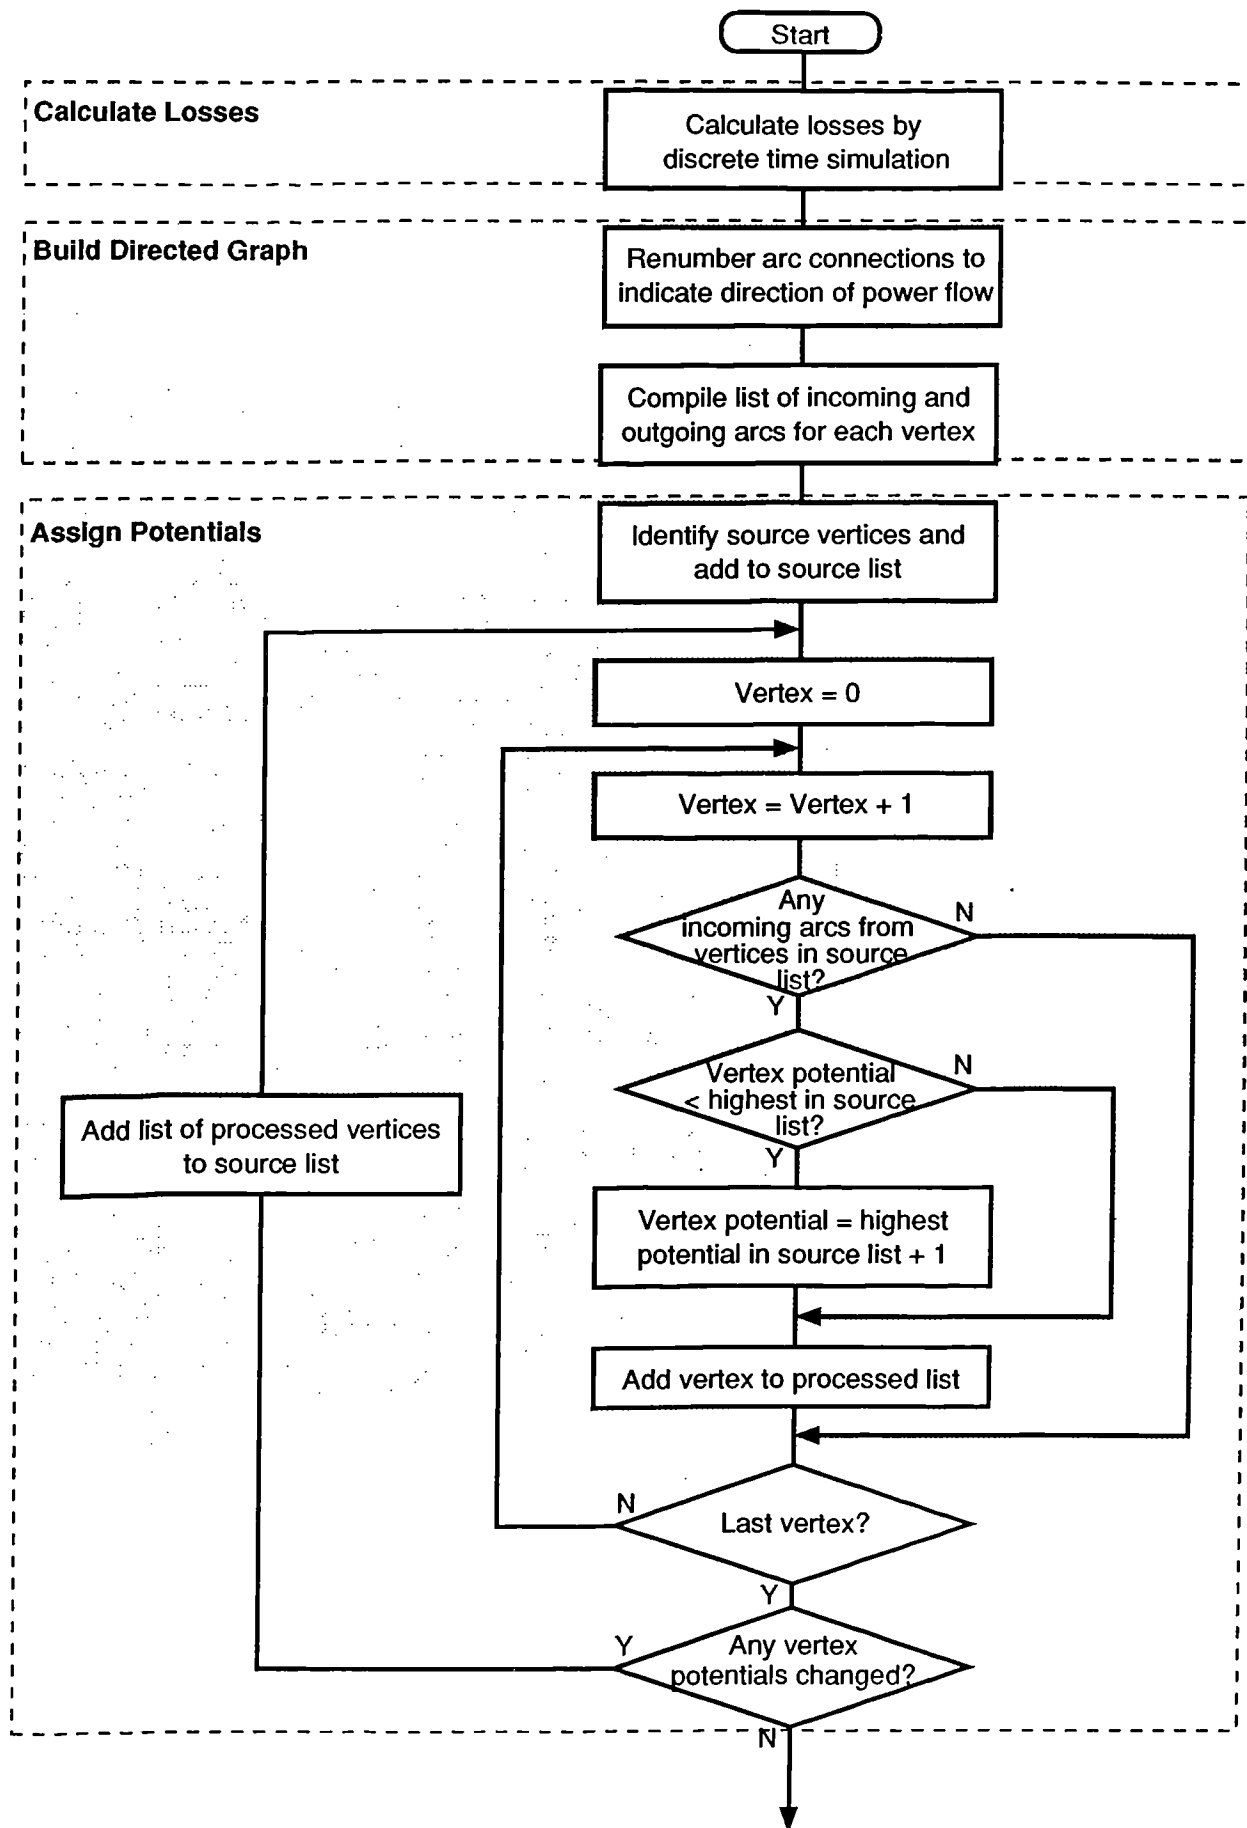 Start
Calculate Losses
Calculate losses by
discrete time simulation
Build Directed Graph
Renumber arc connections to
indicate direction of power flow
Compile list of incoming and
outgoing arcs for each vertex
Assign Potentials
Identify source vertices and
add to source list
Vertex = 0
Vertex = Vertex + 1
Any
incoming arcs from
vertices in source
list?
N
Y
Vertex potential
< highest in source
list?
N
Y
Add list of processed vertices
to source list
Vertex potential = highest
potential in source list + 1
Add vertex to processed list
Last vertex?
N
Y
Any vertex
potentials changed?
Y
N